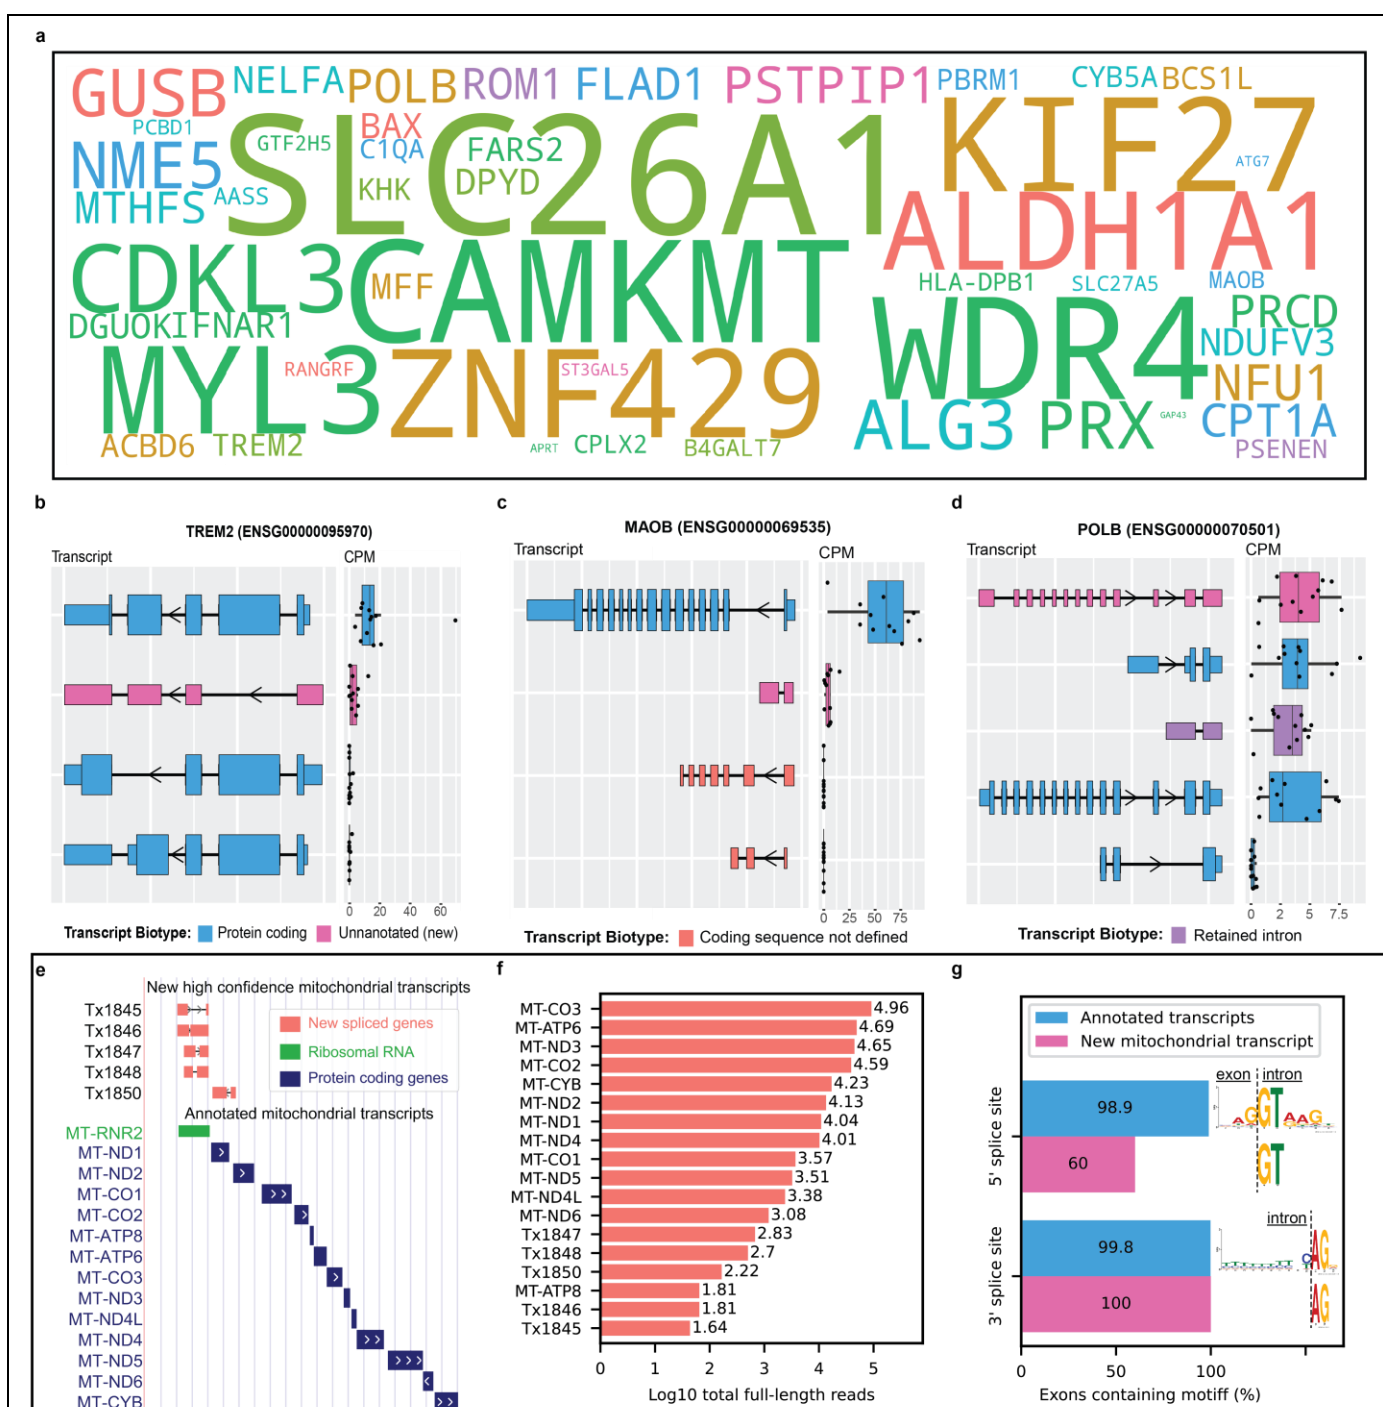 a
GUSB NELFA POLB ROM1 FLAD1 PSTPIP1 PBRM1 CYB5A BCS1L
PCBD1 GTF2H5 BAX SLC26A1 KIF27
NME5 C1QA FARS2 ATG7
MTHFS AASS KHK DPYD ALDH1A1
CDKL3 MFF CAMKMT HLA-DPB1 SLC27A5 MAOB
DGUOK IFNAR1 WDR4 PRCD
NDUFV3
MYL3 RANGRF ZNF429 ST3GAL5 NFU1
ALG3 PRX GAP43 CPT1A
ACBD6 TREM2 APRT CPLX2 B4GALT7 PSENEN
b
TREM2 (ENSG00000095970)
Transcript CPM
0 20 40 60
Transcript Biotype: Protein coding Unnanotated (new)
c
MAOB (ENSG00000069535)
Transcript CPM
0 25 50 75
Transcript Biotype: Coding sequence not defined
d
POLB (ENSG00000070501)
Transcript CPM
0 2 5 7.5
Transcript Biotype: Retained intron
e
New high confidence mitochondrial transcripts
Tx1845
Tx1846
Tx1847
Tx1848
Tx1850
New spliced genes
Ribosomal RNA
Protein coding genes
Annotated mitochondrial transcripts
MT-RNR2
MT-ND1
MT-ND2
MT-CO1
MT-CO2
MT-ATP8
MT-ATP6
MT-CO3
MT-ND3
MT-ND4L
MT-ND4
MT-ND5
MT-ND6
MT-CYB
f
MT-CO3 4.96
MT-ATP6 4.69
MT-ND3 4.65
MT-CO2 4.59
MT-CYB 4.23
MT-ND2 4.13
MT-ND1 4.04
MT-ND4 4.01
MT-CO1 3.57
MT-ND5 3.51
MT-ND4L 3.38
MT-ND6 3.08
Tx1847 2.83
Tx1848 2.7
Tx1850 2.22
MT-ATP8 1.81
Tx1846 1.81
Tx1845 1.64
0 1 2 3 4 5
Log10 total full-length reads
g
Annotated transcripts
New mitochondrial transcript
5' splice site
98.9
60
exon intron
AGGTAAG
GT
3' splice site
99.8
100
intron
CAG
AG
0 50 100
Exons containing motiff (%)